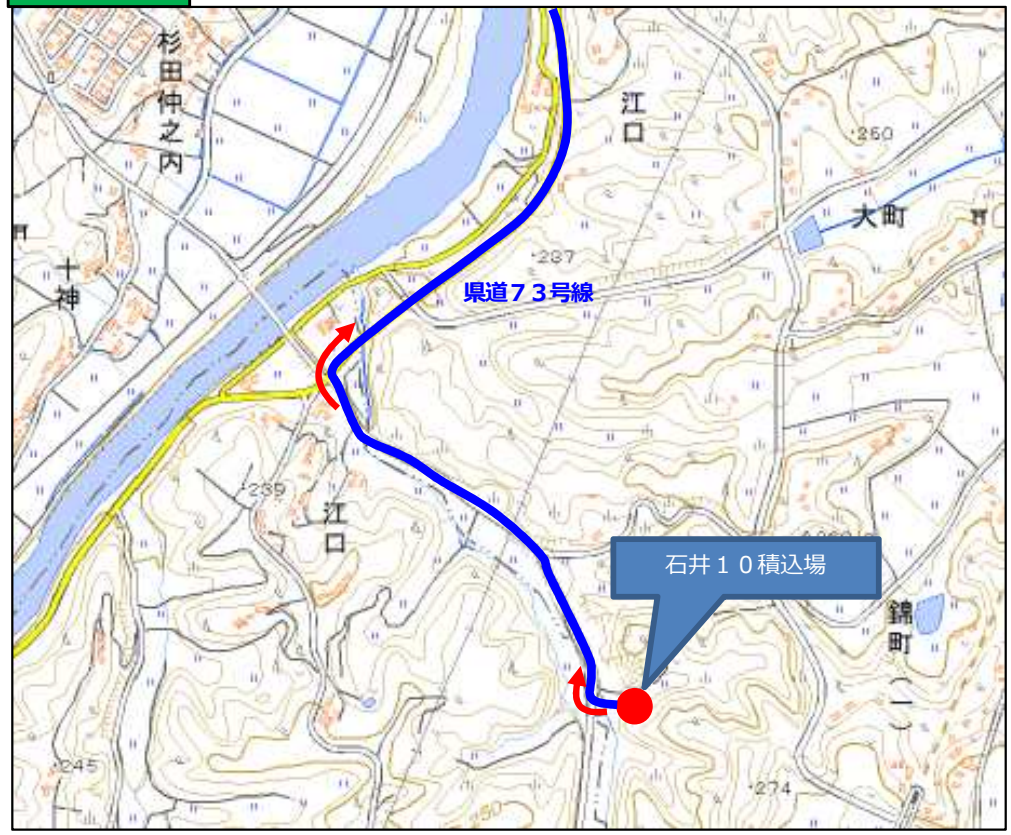 杉田仲之内
江口
・260
大町
十神
・237
県道７３号線
・239
江口
石井１０積込場
錦町（一）
・245
・274
250